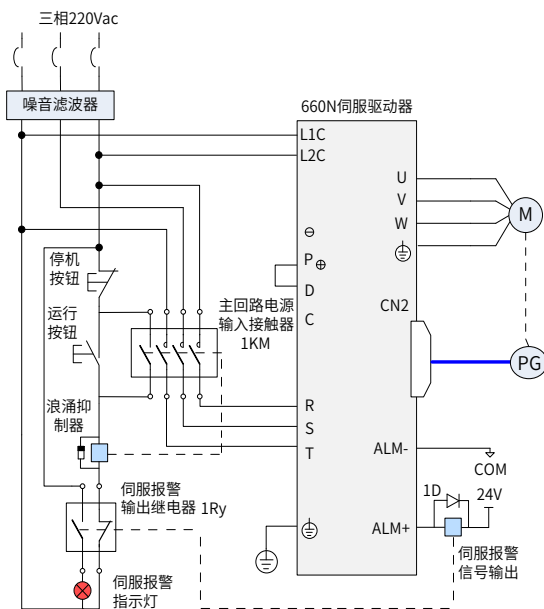 三相220Vac
噪音滤波器
660N伺服驱动器
L1C
L2C
U
V
W
M
P
D
C
CN2
PG
停机
按钮
运行
按钮
主回路电源
输入接触器
1KM
浪涌抑
制器
R
S
T
ALM-
COM
伺服报警
输出继电器 1Ry
1D
24V
ALM+
伺服报警
信号输出
伺服报警
指示灯